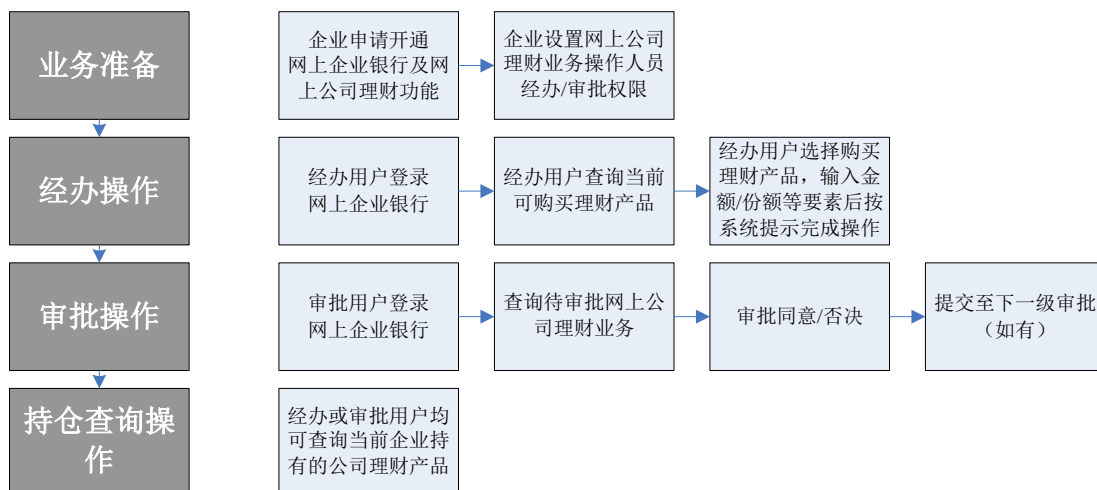 业务准备
企业申请开通
网上企业银行及网
上公司理财功能
企业设置网上公司
理财业务操作人员
经办/审批权限
经办操作
经办用户登录
网上企业银行
经办用户查询当前
可购买理财产品
经办用户选择购买
理财产品，输入金
额/份额等要素后按
系统提示完成操作
审批操作
审批用户登录
网上企业银行
查询待审批网上公
司理财业务
审批同意/否决
提交至下一级审批
（如有）
持仓查询操
作
经办或审批用户均
可查询当前企业持
有的公司理财产品